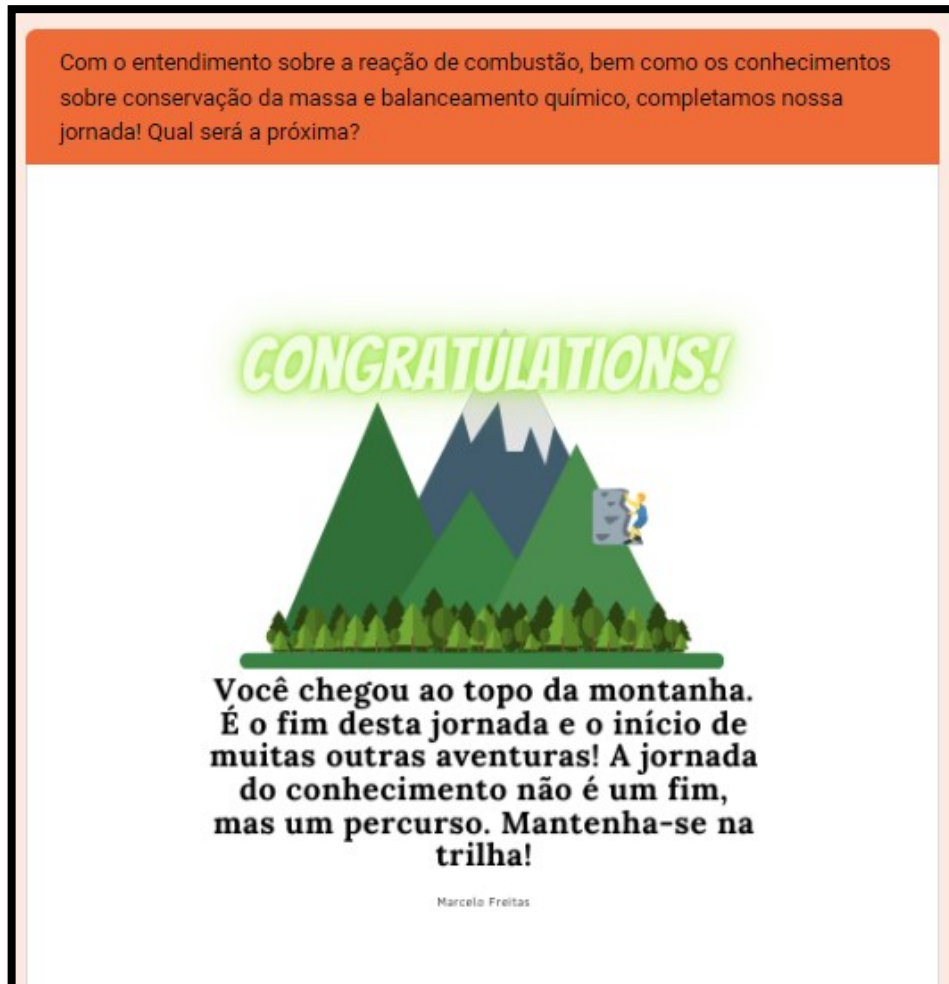 Com o entendimento sobre a reação de combustão, bem como os conhecimentos
sobre conservação da massa e balanceamento químico, completamos nossa
jornada! Qual será a próxima?
CONGRATULATIONS!
Você chegou ao topo da montanha.
É o fim desta jornada e o início de
muitas outras aventuras! A jornada
do conhecimento não é um fim,
mas um percurso. Mantenha-se na
trilha!
Marcelo Freitas